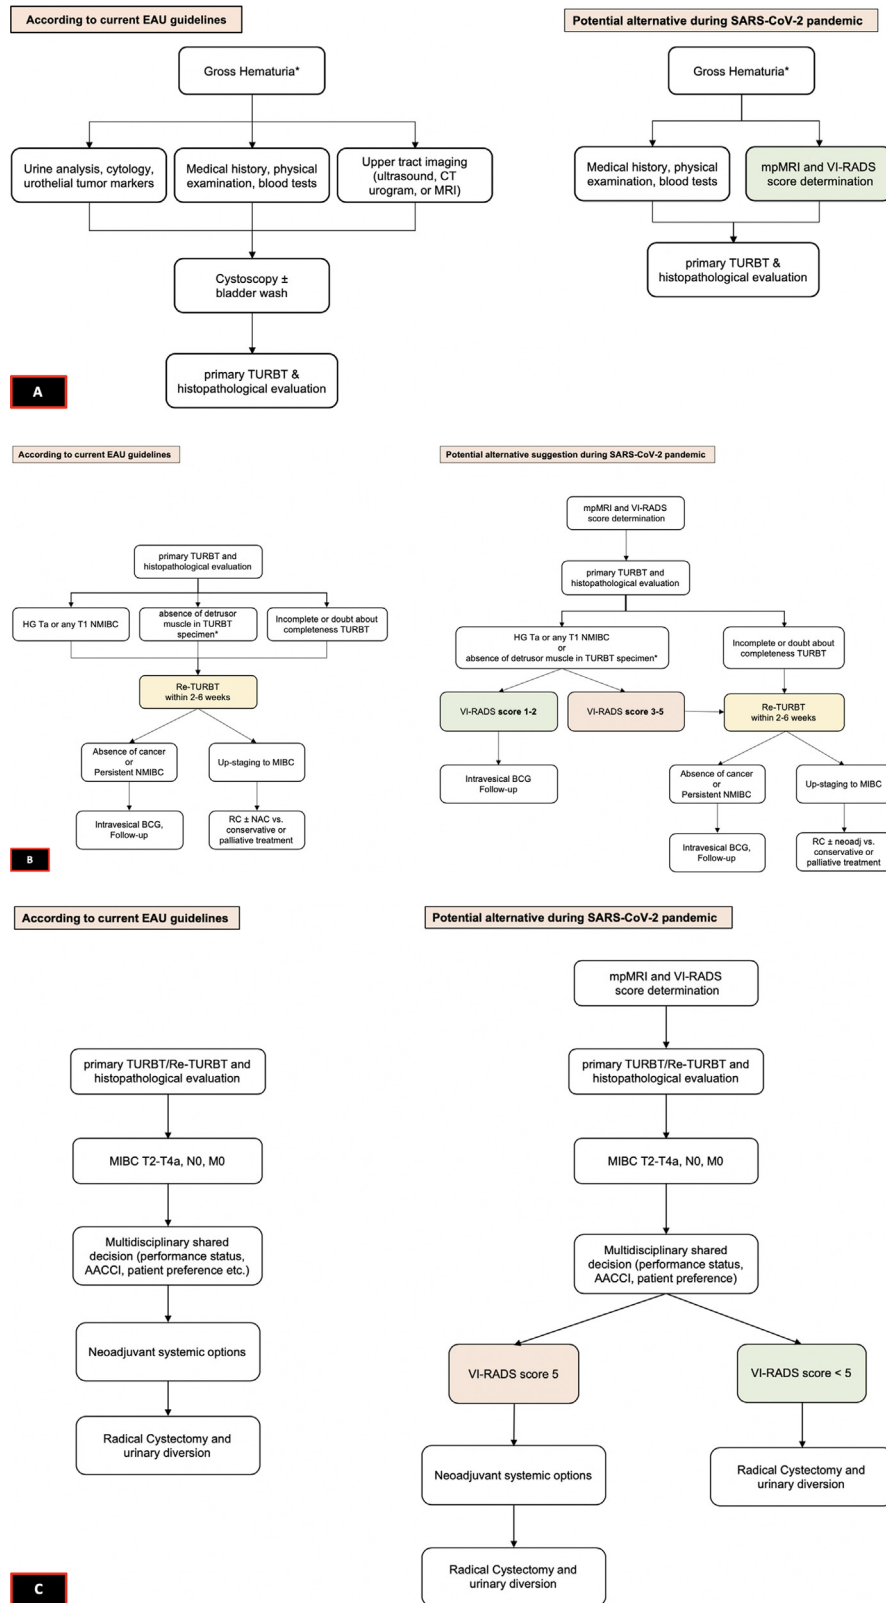 According to current EAU guidelines
Gross Hematuria*
Urine analysis, cytology,
urothelial tumor markers
Medical history, physical
examination, blood tests
Upper tract imaging
(ultrasound, CT
urogram, or MRI)
Cystoscopy ±
bladder wash
primary TURBT &
histopathological evaluation
Potential alternative during SARS-CoV-2 pandemic
Gross Hematuria*
Medical history, physical
examination, blood tests
mpMRI and VI-RADS
score determination
primary TURBT &
histopathological evaluation
A
According to current EAU guidelines
primary TURBT and
histopathological evaluation
HG Ta or any T1 NMIBC
absence of detrusor
muscle in TURBT
specimen*
Incomplete or doubt about
completeness TURBT
Re-TURBT
within 2-6 weeks
Absence of cancer
or
Persistent NMIBC
Up-staging to MIBC
Intravesical BCG,
Follow-up
RC ± NAC vs.
conservative or
palliative treatment
Potential alternative suggestion during SARS-CoV-2 pandemic
mpMRI and VI-RADS
score determination
primary TURBT and
histopathological evaluation
HG Ta or any T1 NMIBC
or
absence of detrusor muscle in TURBT specimen*
Incomplete or doubt about
completeness TURBT
VI-RADS score 1-2
VI-RADS score 3-5
Re-TURBT
within 2-6 weeks
Intravesical BCG
Follow-up
Absence of cancer
or
Persistent NMIBC
Up-staging to MIBC
Intravesical BCG,
Follow-up
RC ± neoadj vs.
conservative or
palliative treatment
B
According to current EAU guidelines
primary TURBT/Re-TURBT and
histopathological evaluation
MIBC T2-T4a, N0, M0
Multidisciplinary shared
decision (performance status,
AACCI, patient preference etc.)
Neoadjuvant systemic options
Radical Cystectomy and
urinary diversion
Potential alternative during SARS-CoV-2 pandemic
mpMRI and VI-RADS
score determination
primary TURBT/Re-TURBT and
histopathological evaluation
MIBC T2-T4a, N0, M0
Multidisciplinary shared
decision (performance status,
AACCI, patient preference)
VI-RADS score 5
VI-RADS score < 5
Neoadjuvant systemic options
Radical Cystectomy and
urinary diversion
Radical Cystectomy and
urinary diversion
C